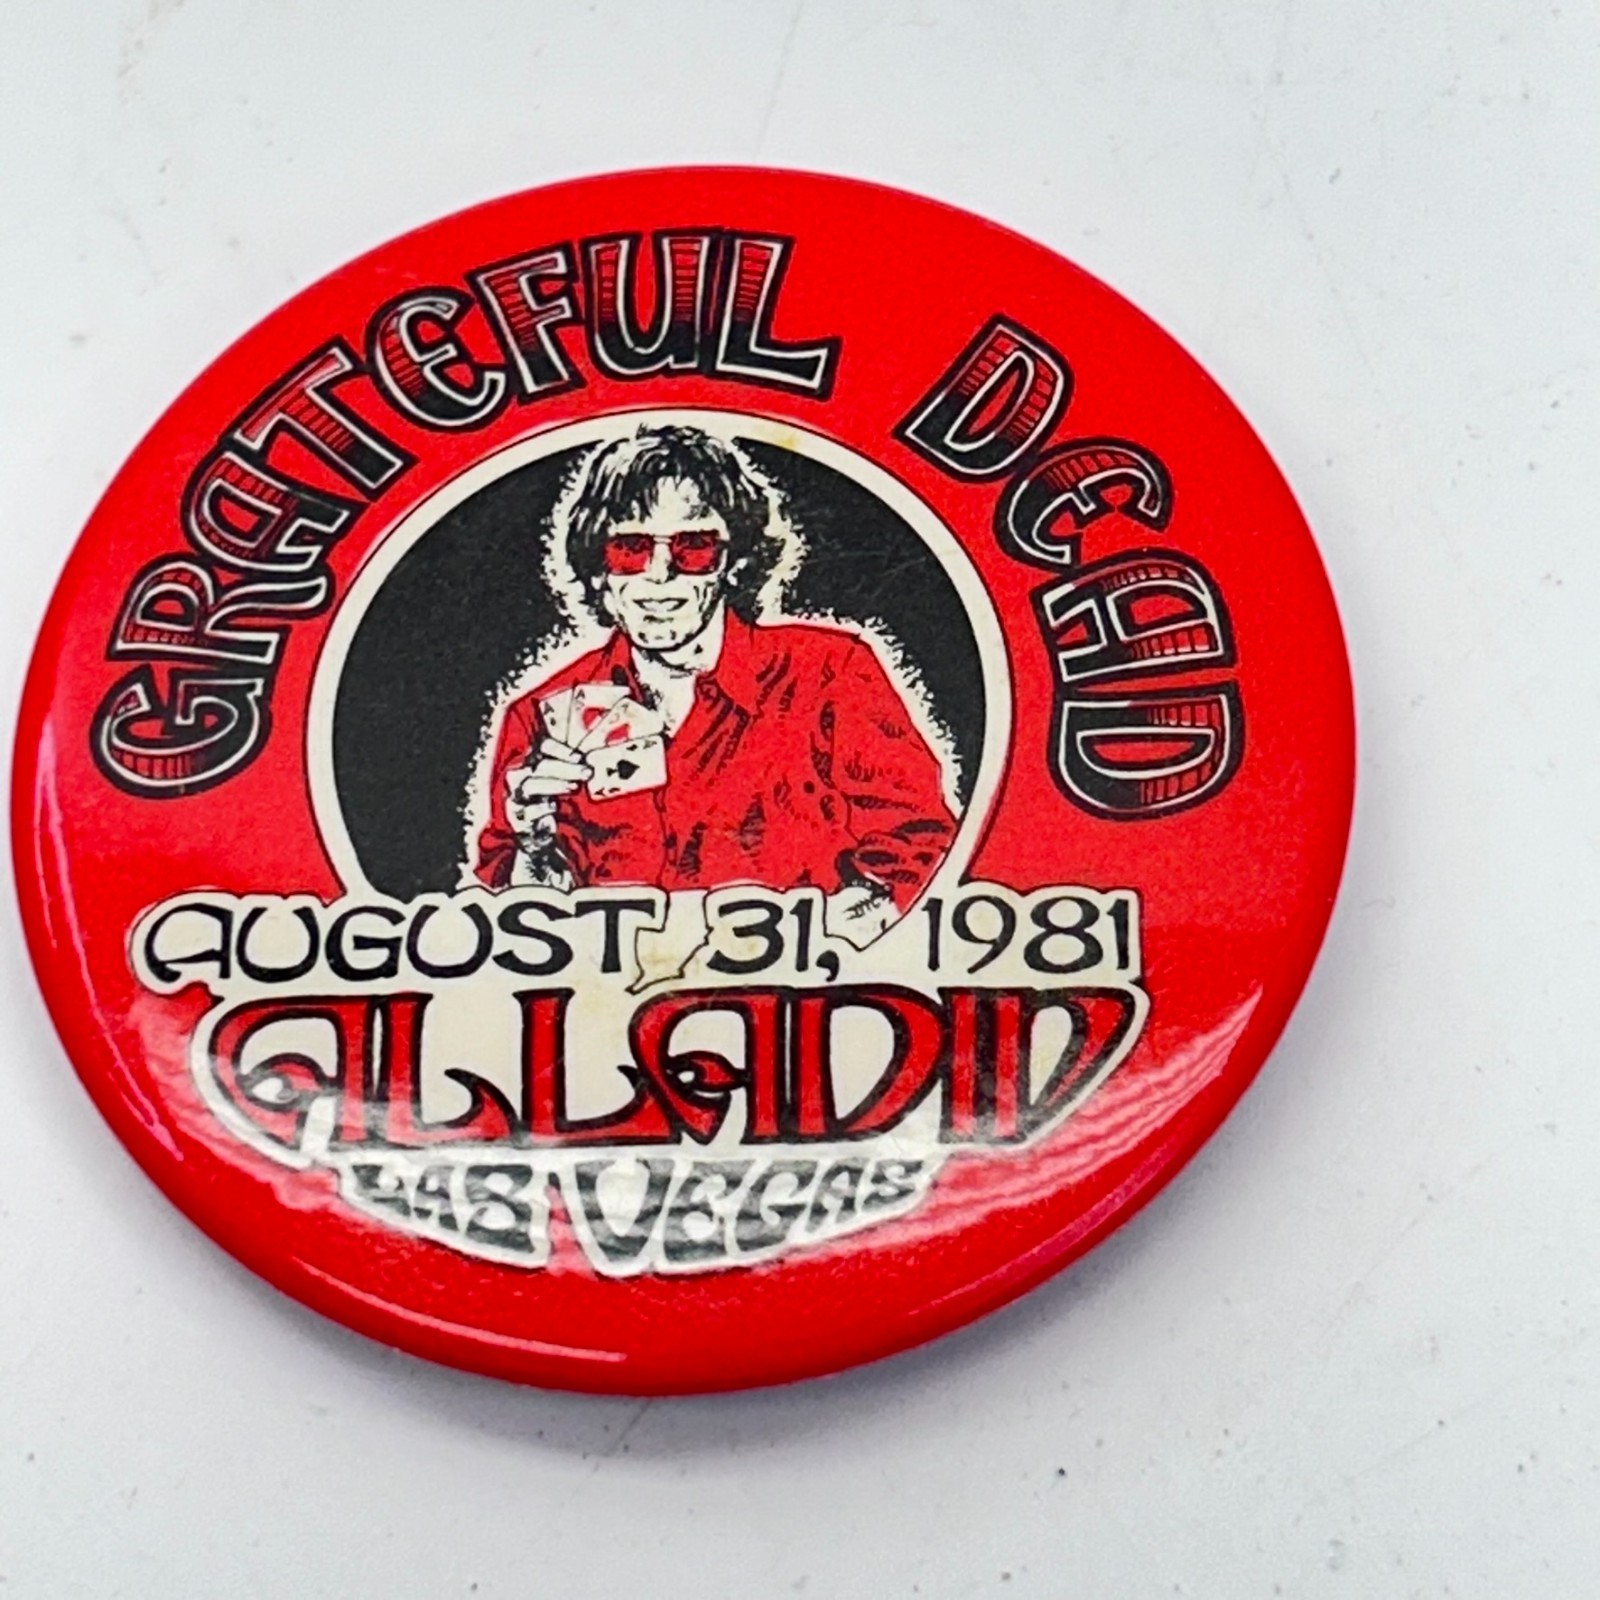 GRATEFUL DEAD
AUGUST 31, 1981
ALLADIN
LAS VEGAS